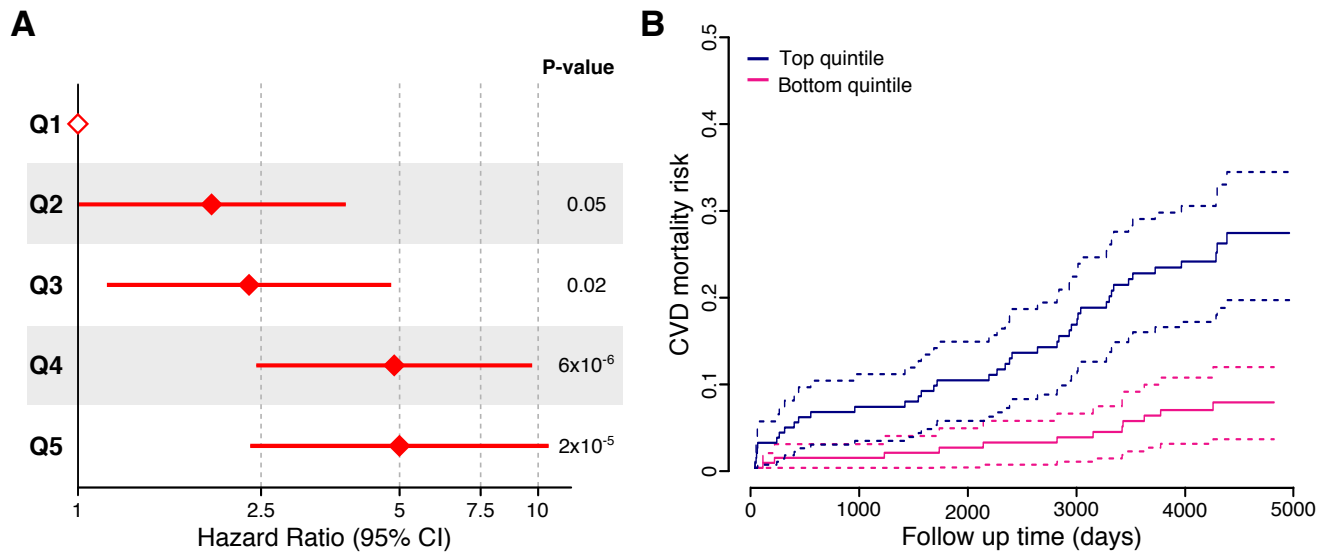 A
P-value
Q1
Q2
0.05
Q3
0.02
Q4
6x10-6
Q5
2x10-5
1
2.5
5
7.5
10
Hazard Ratio (95% CI)
B
Top quintile
Bottom quintile
CVD mortality risk
0.5
0.4
0.3
0.2
0.1
0
0
1000
2000
3000
4000
5000
Follow up time (days)